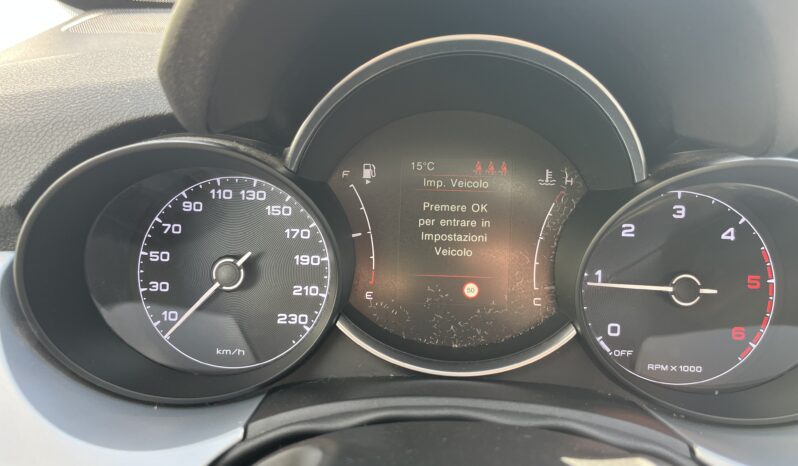 10
30
50
70
90
110
130
150
170
190
210
230
km/h
F
E
15°C
Imp. Veicolo
Premere OK
per entrare in
Impostazioni
Veicolo
50
H
C
OFF
0
1
2
3
4
5
6
RPM x 1000